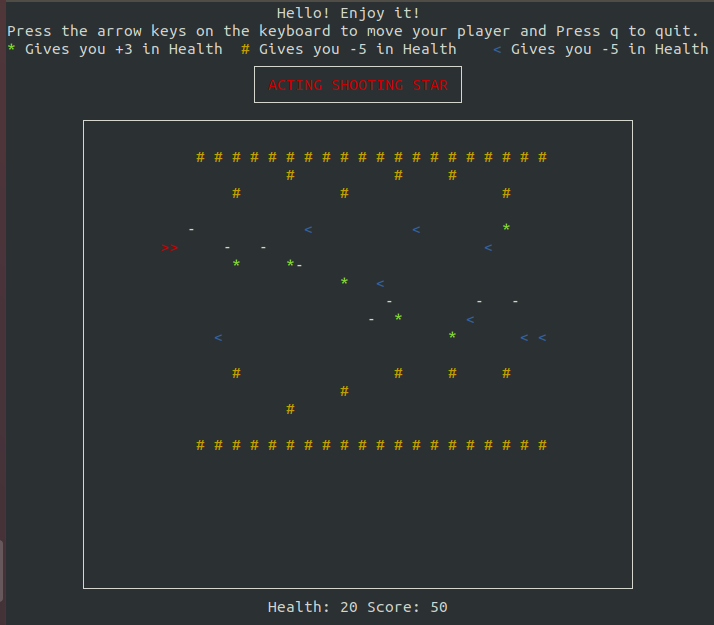 Hello! Enjoy it!
Press the arrow keys on the keyboard to move your player and Press q to quit.
* Gives you +3 in Health  # Gives you -5 in Health    < Gives you -5 in Health
ACTING SHOOTING STAR
# # # # # # # # # # # # # # # # # # # #
# # #
# # #
- < < *
>> - - <
* *-
* <
- - -
- * <
< * < <
# # # #
#
#
# # # # # # # # # # # # # # # # # # # #
Health: 20 Score: 50